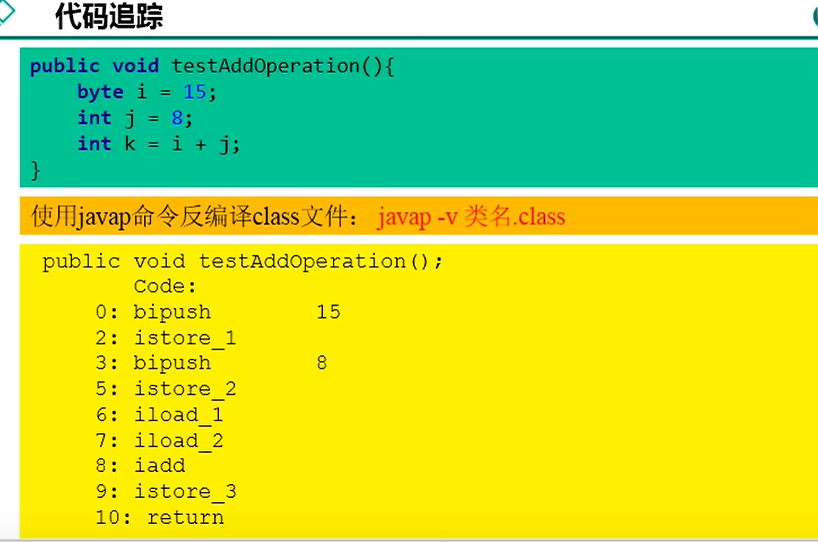 代码追踪
public void testAddOperation(){
    byte i = 15;
    int j = 8;
    int k = i + j;
}
使用javap命令反编译class文件： javap -v 类名.class
public void testAddOperation();
Code:
0: bipush 15
2: istore_1
3: bipush 8
5: istore_2
6: iload_1
7: iload_2
8: iadd
9: istore_3
10: return